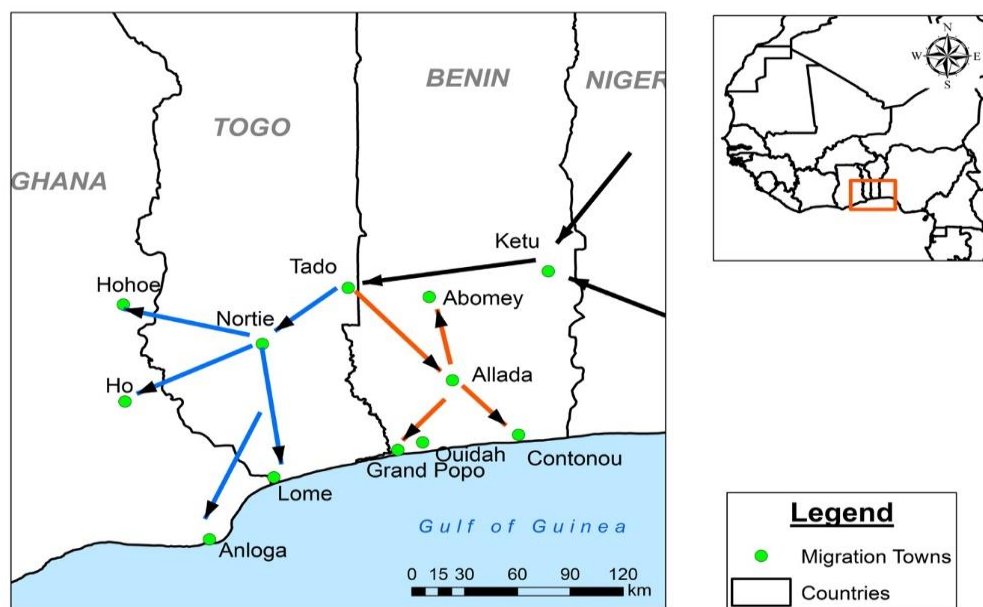 BENIN
NIGER
TOGO
GHANA
Ketu
Tado
Hohoe
Abomey
Nortie
Allada
Ho
Ouidah
Contonou
Grand Popo
Lome
Gulf of Guinea
Anloga
0 15 30 60 90 120
km
N
W E
S
Legend
Migration Towns
Countries